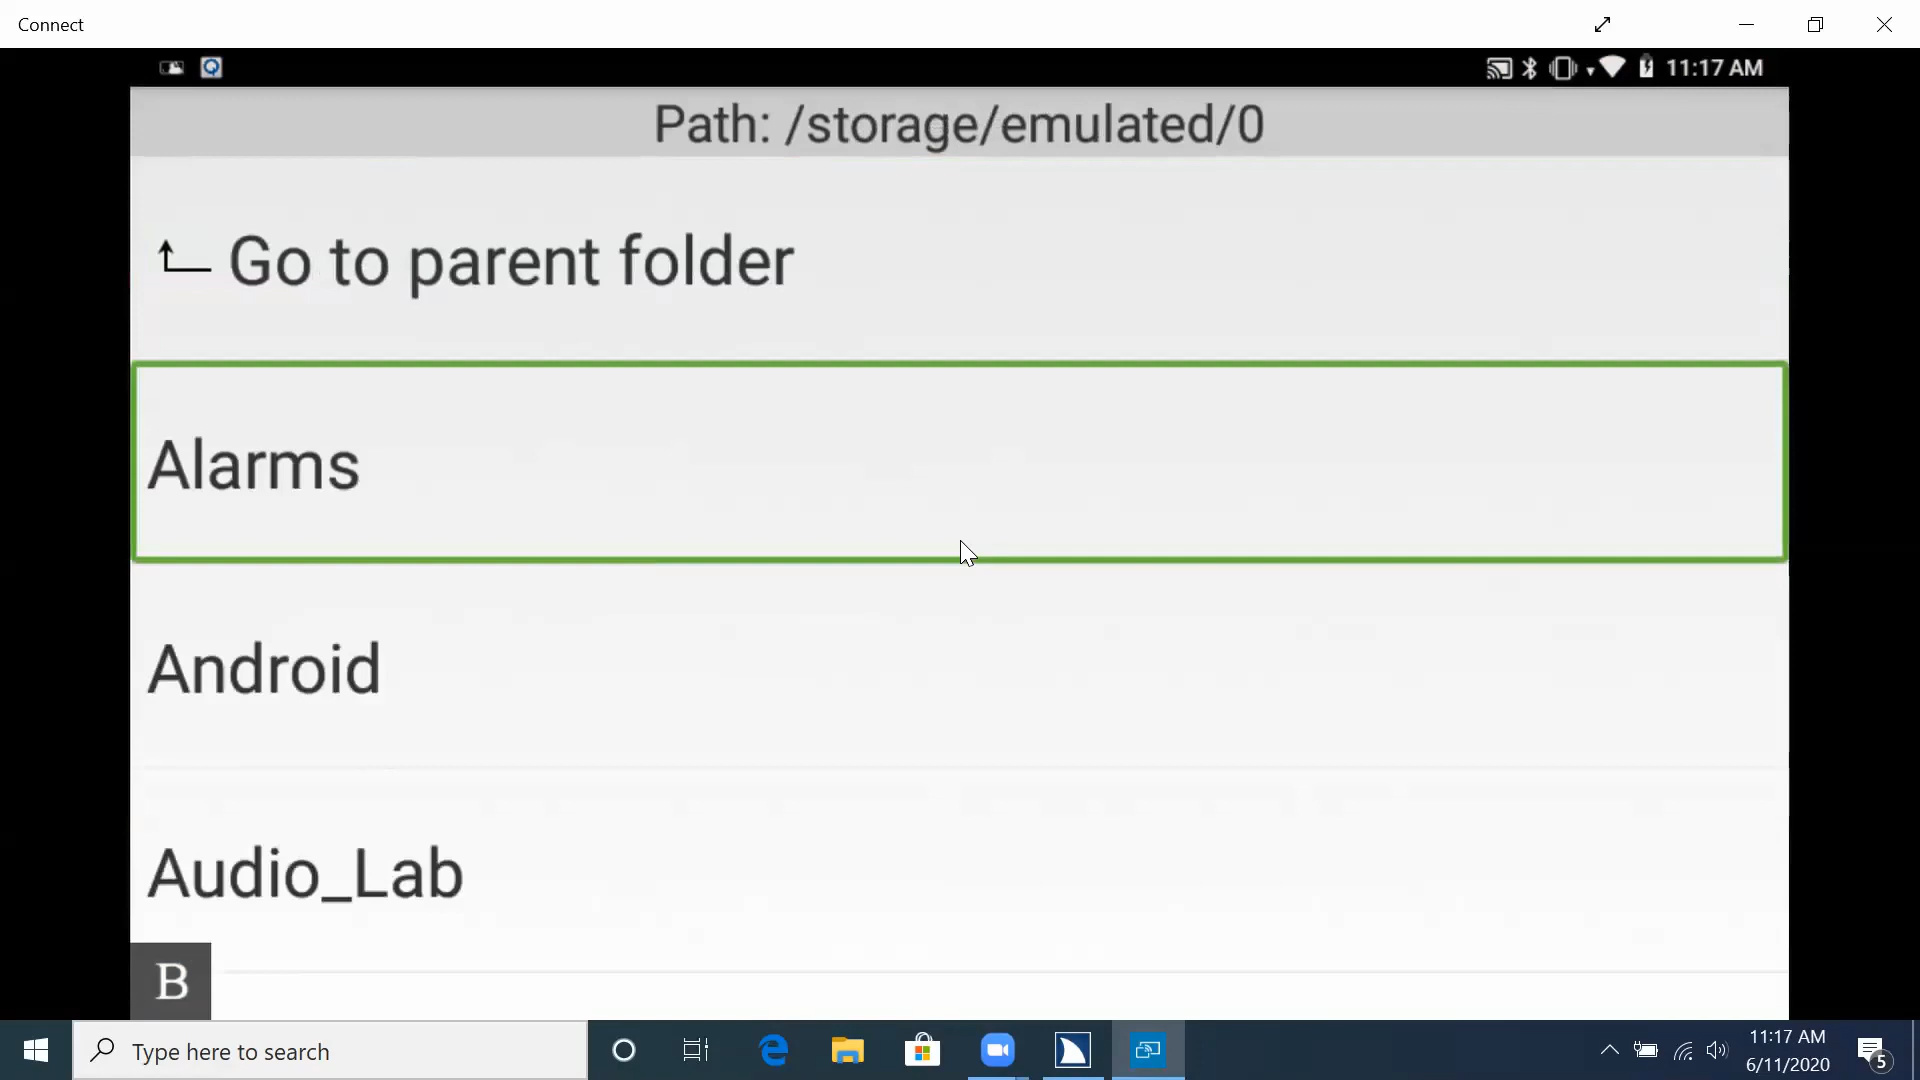 Connect
11:17 AM
Path: /storage/emulated/0
Go to parent folder
Alarms
Android
Audio_Lab
B
Type here to search
11:17 AM
6/11/2020
5